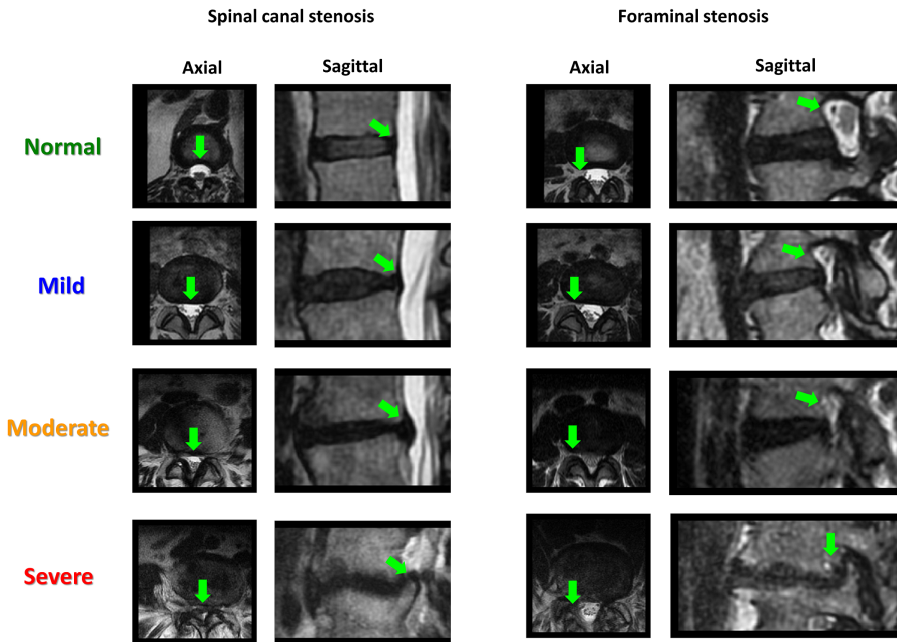 Spinal canal stenosis
Foraminal stenosis
Axial
Sagittal
Axial
Sagittal
Normal
Mild
Moderate
Severe